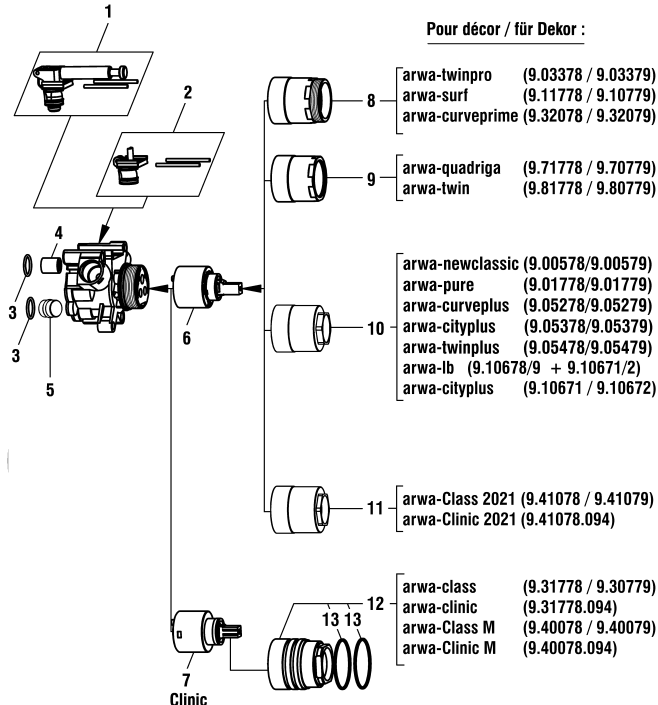 1
2
Pour décor / für Dekor :
8
arwa-twinpro (9.03378 / 9.03379)
arwa-surf (9.11778 / 9.10779)
arwa-curveprime (9.32078 / 9.32079)
9
arwa-quadriga (9.71778 / 9.70779)
arwa-twin (9.81778 / 9.80779)
4
3
3
5
6
10
arwa-newclassic (9.00578/9.00579)
arwa-pure (9.01778/9.01779)
arwa-curveplus (9.05278/9.05279)
arwa-cityplus (9.05378/9.05379)
arwa-twinplus (9.05478/9.05479)
arwa-lb (9.10678/9 + 9.10671/2)
arwa-cityplus (9.10671 / 9.10672)
11
arwa-Class 2021 (9.41078 / 9.41079)
arwa-Clinic 2021 (9.41078.094)
12
13 13
arwa-class (9.31778 / 9.30779)
arwa-clinic (9.31778.094)
arwa-Class M (9.40078 / 9.40079)
arwa-Clinic M (9.40078.094)
7
Clinic